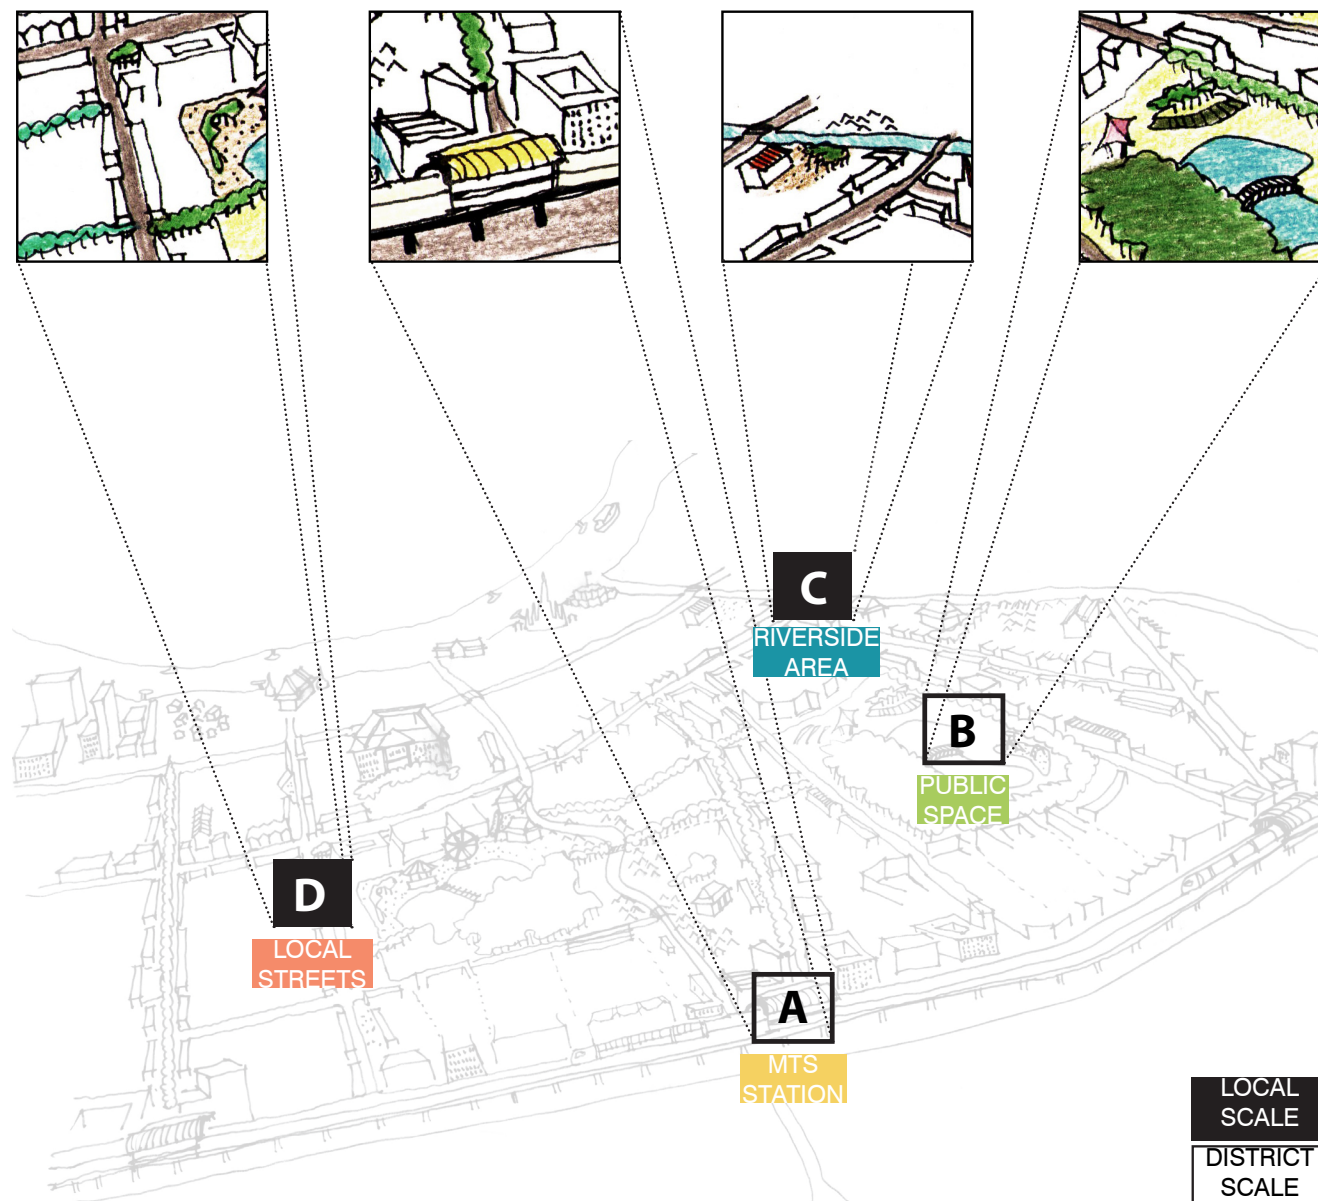 C
RIVERSIDE
AREA
B
PUBLIC
SPACE
D
LOCAL
STREETS
A
MTS
STATION
LOCAL
SCALE
DISTRICT
SCALE